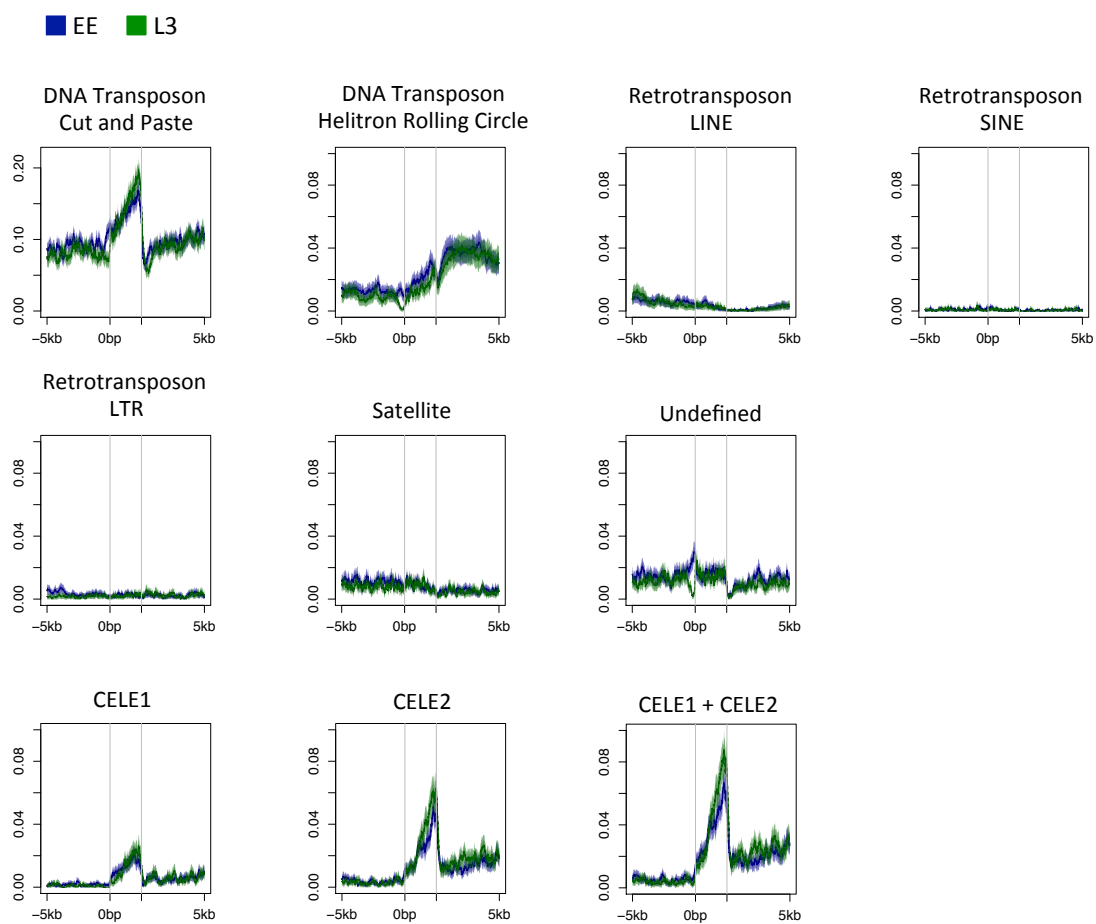 EE L3
DNA Transposon
Cut and Paste
0.00 0.10 0.20
−5kb 0bp 5kb
DNA Transposon
Helitron Rolling Circle
0.00 0.04 0.08
−5kb 0bp 5kb
Retrotransposon
LINE
0.00 0.04 0.08
−5kb 0bp 5kb
Retrotransposon
SINE
0.00 0.04 0.08
−5kb 0bp 5kb
Retrotransposon
LTR
0.00 0.04 0.08
−5kb 0bp 5kb
Satellite
0.00 0.04 0.08
−5kb 0bp 5kb
Undefined
0.00 0.04 0.08
−5kb 0bp 5kb
CELE1
0.00 0.04 0.08
−5kb 0bp 5kb
CELE2
0.00 0.04 0.08
−5kb 0bp 5kb
CELE1 + CELE2
0.00 0.04 0.08
−5kb 0bp 5kb